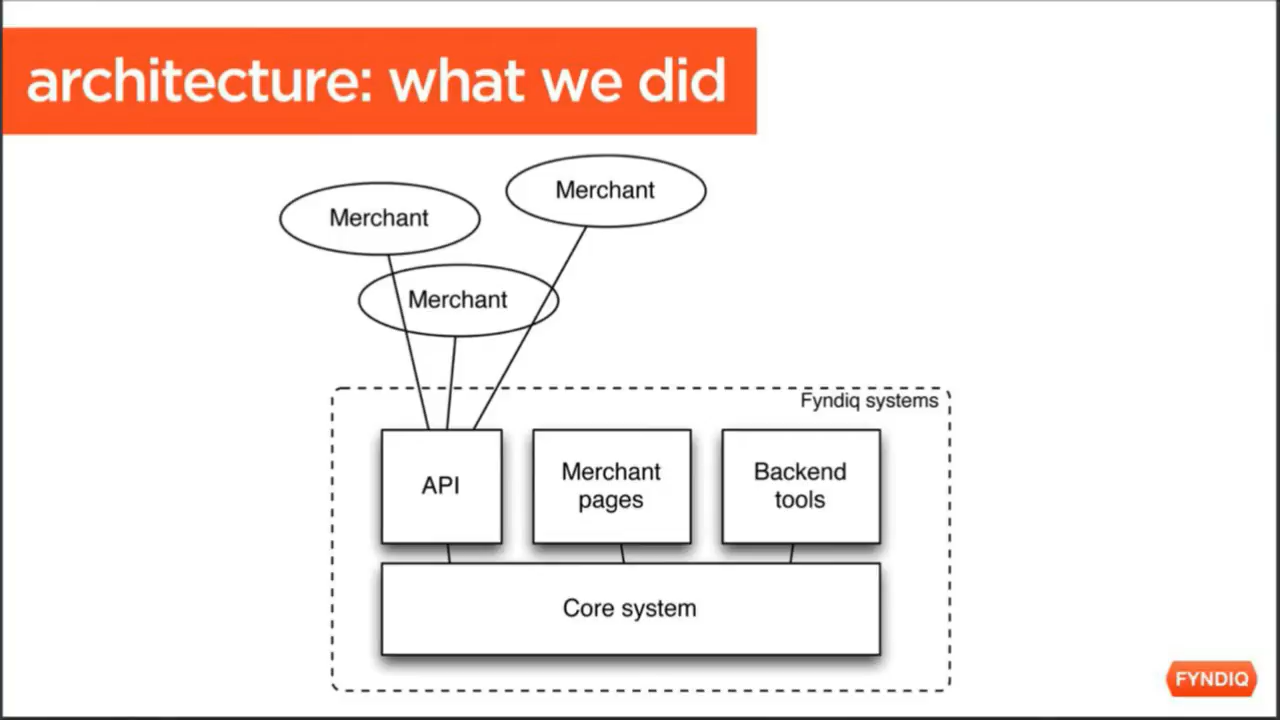 architecture: what we did
Merchant
Merchant
Merchant
Fyndiq systems
API
Merchant
pages
Backend
tools
Core system
FYNDIQ